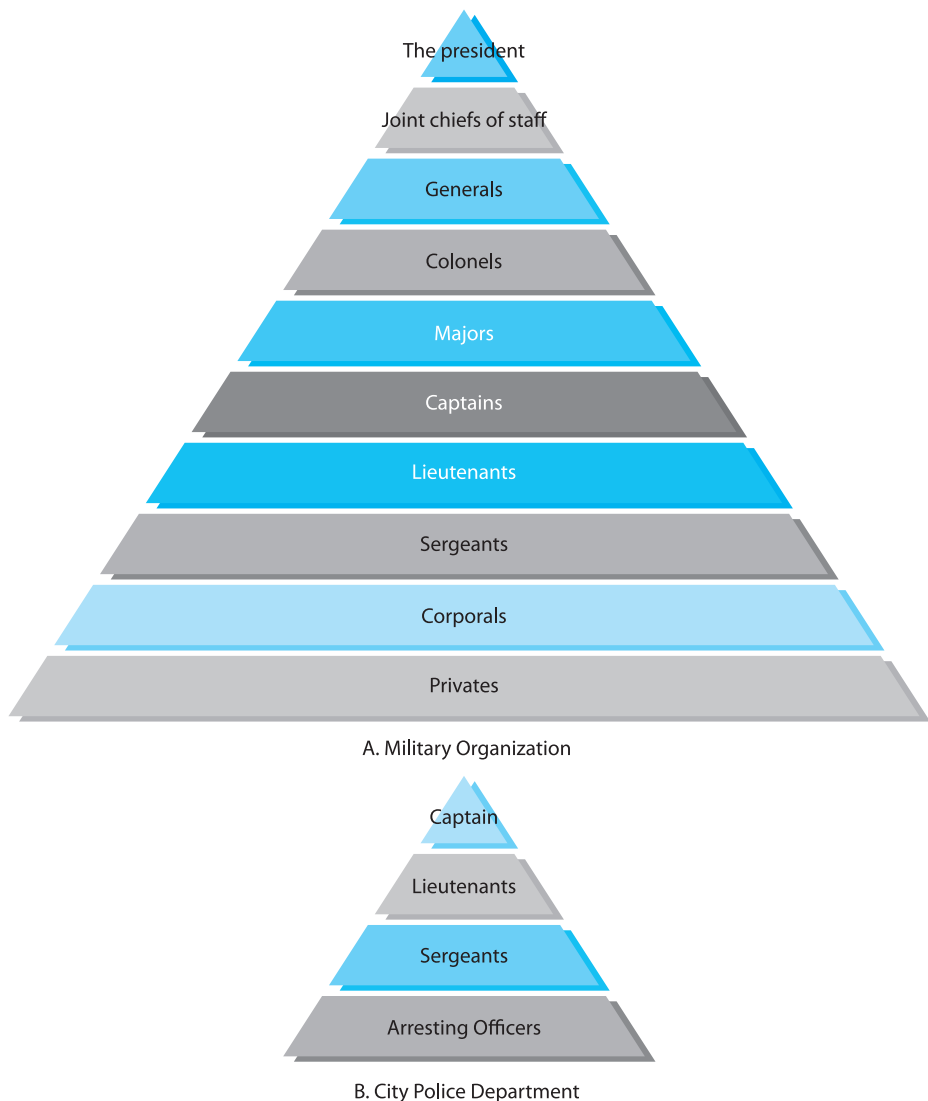 The president
Joint chiefs of staff
Generals
Colonels
Majors
Captains
Lieutenants
Sergeants
Corporals
Privates
A. Military Organization
Captain
Lieutenants
Sergeants
Arresting Officers
B. City Police Department